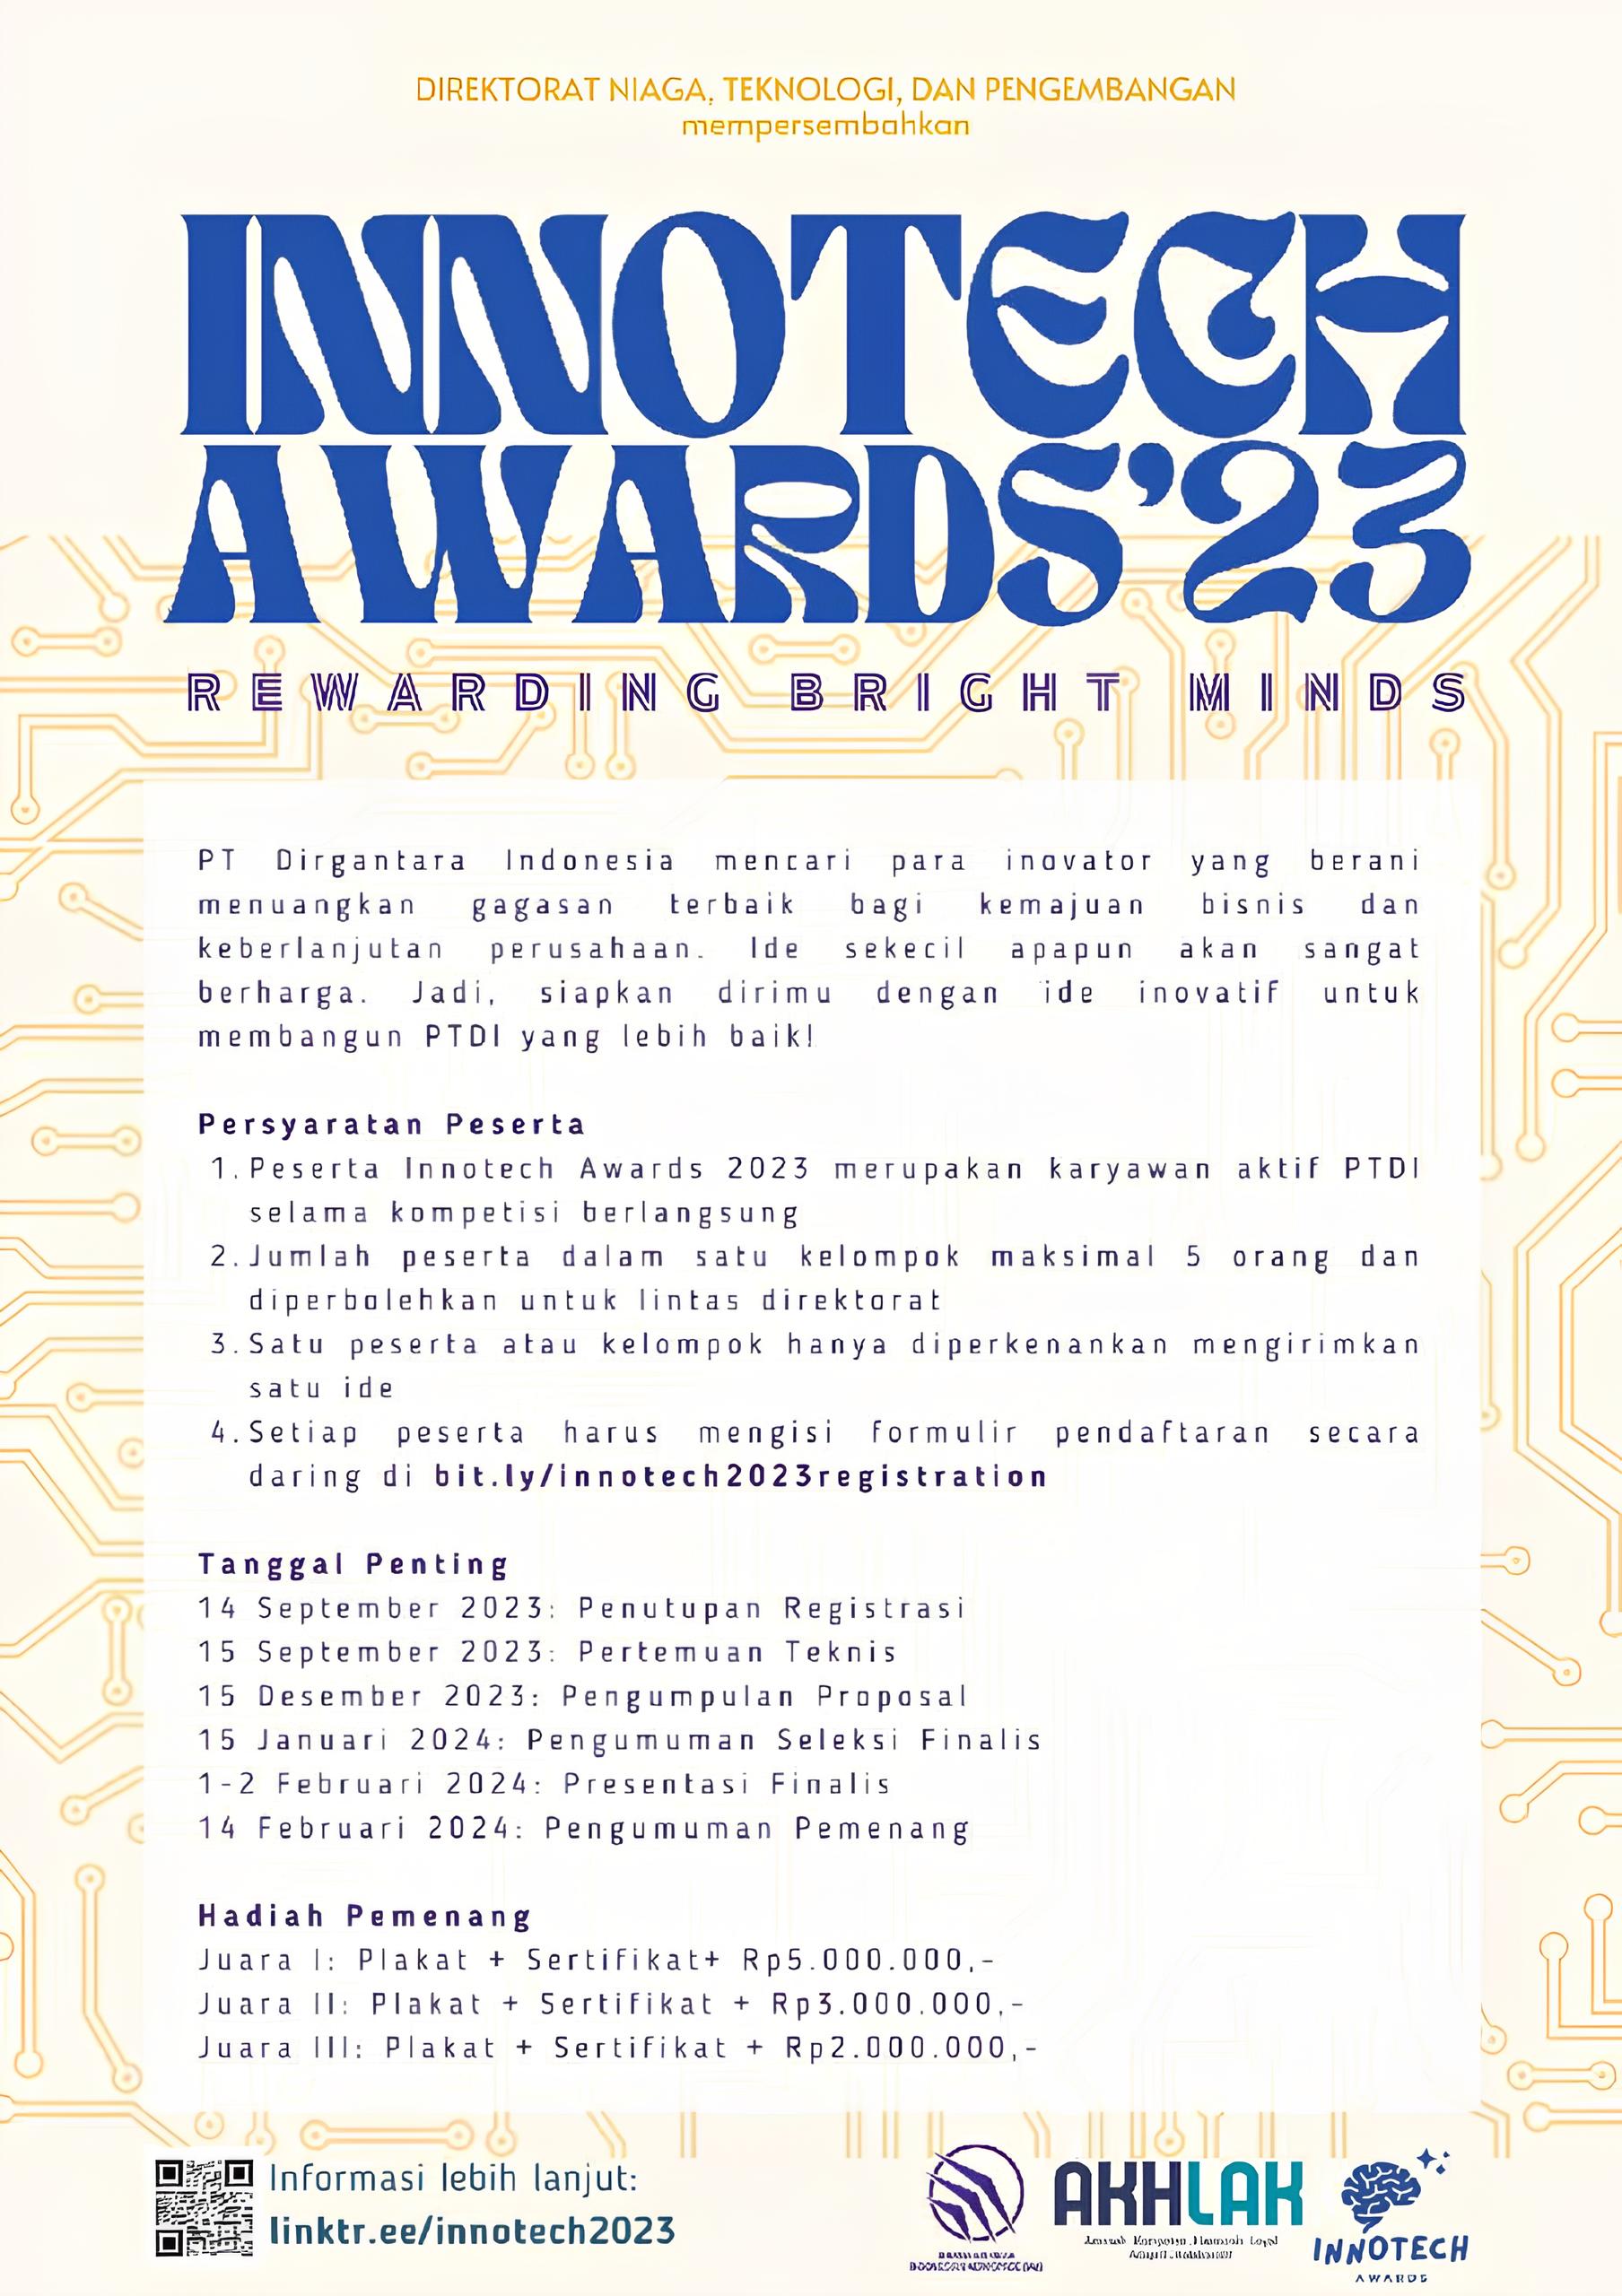 DIREKTORAT NIAGA, TEKNOLOGI, DAN PENGEMBANGAN
mempersembahkan
INNOTECH
AWARDS'23
REWARDING BRIGHT MINDS
PT Dirgantara Indonesia mencari para inovator yang berani
menuangkan gagasan terbaik bagi kemajuan bisnis dan
keberlanjutan perusahaan. Ide sekecil apapun akan sangat
berharga. Jadi, siapkan dirimu dengan ide inovatif untuk
membangun PTDI yang lebih baik!
Persyaratan Peserta
1. Peserta Innotech Awards 2023 merupakan karyawan aktif PTDI
selama kompetisi berlangsung
2. Jumlah peserta dalam satu kelompok maksimal 5 orang dan
diperbolehkan untuk lintas direktorat
3. Satu peserta atau kelompok hanya diperkenankan mengirimkan
satu ide
4. Setiap peserta harus mengisi formulir pendaftaran secara
daring di bit.ly/innotech2023registration
Tanggal Penting
14 September 2023: Penutupan Registrasi
15 September 2023: Pertemuan Teknis
15 Desember 2023: Pengumpulan Proposal
15 Januari 2024: Pengumuman Seleksi Finalis
1-2 Februari 2024: Presentasi Finalis
14 Februari 2024: Pengumuman Pemenang
Hadiah Pemenang
Juara I: Plakat + Sertifikat+ Rp5.000.000,-
Juara II: Plakat + Sertifikat + Rp3.000.000,-
Juara III: Plakat + Sertifikat + Rp2.000.000,-
Informasi lebih lanjut:
linktr.ee/innotech2023
AKHLAK
INNOTECH
AWARDS